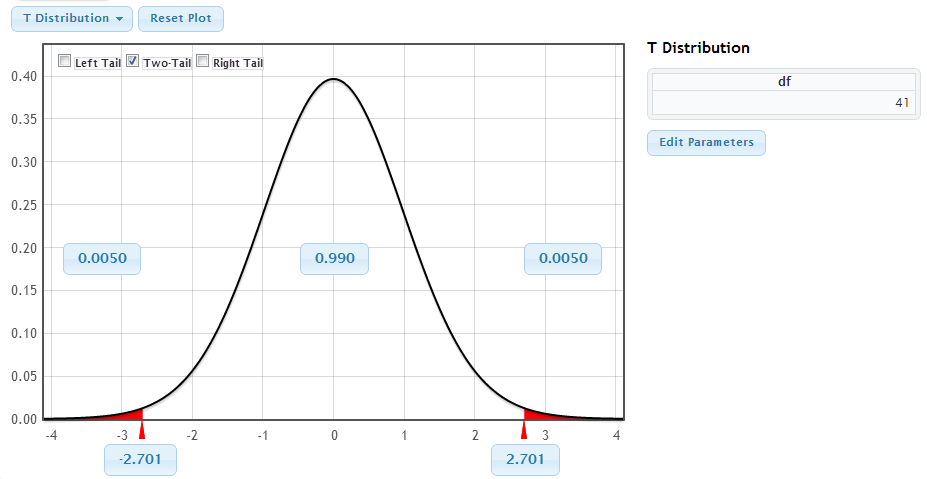 T Distribution Reset Plot
Left Tail Two-Tail Right Tail
T Distribution
df
41
Edit Parameters
0.40
0.35
0.30
0.25
0.20
0.15
0.10
0.05
0.00
0.0050 0.990 0.0050
-4 -3 -2 -1 0 1 2 3 4
-2.701 2.701